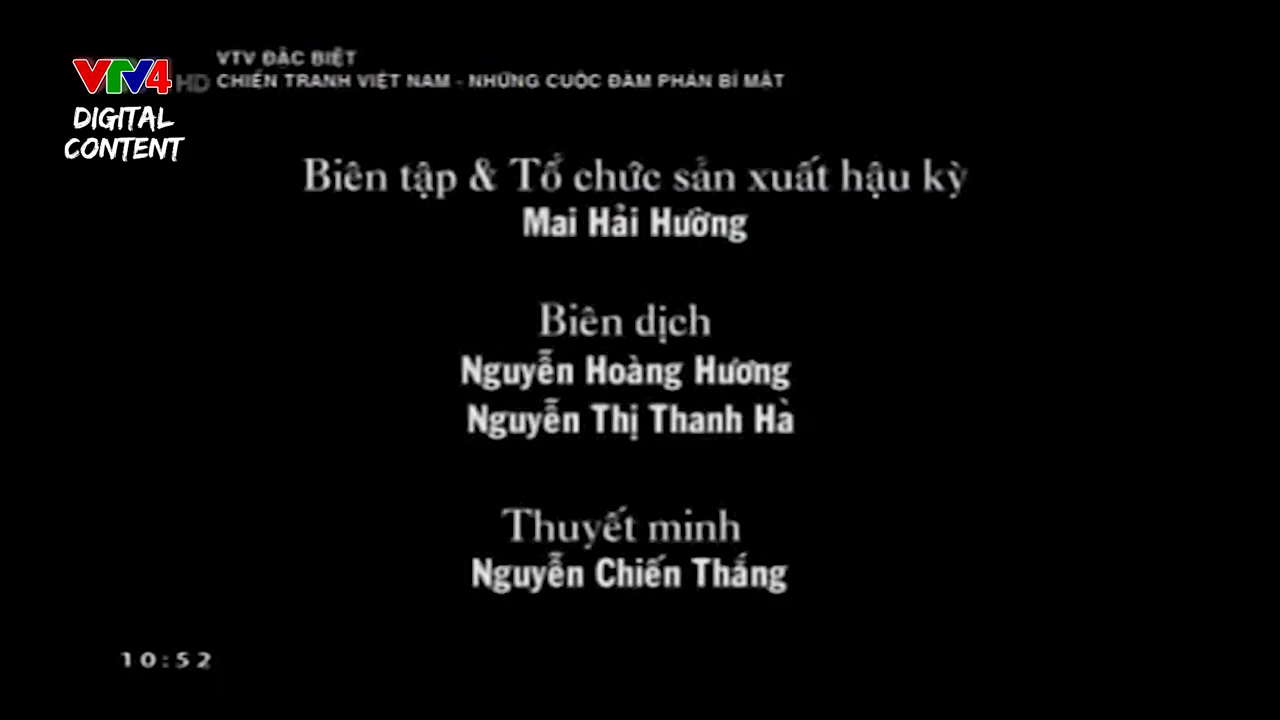 VTV ĐẶC BIỆT
VTV4 HD CHIẾN TRANH VIỆT NAM - NHỮNG CUỘC ĐÀM PHÁN BÍ MẬT
DIGITAL
CONTENT
Biên tập & Tổ chức sản xuất hậu kỳ
Mai Hải Hường
Biên dịch
Nguyễn Hoàng Hương
Nguyễn Thị Thanh Hà
Thuyết minh
Nguyễn Chiến Thắng
10:52